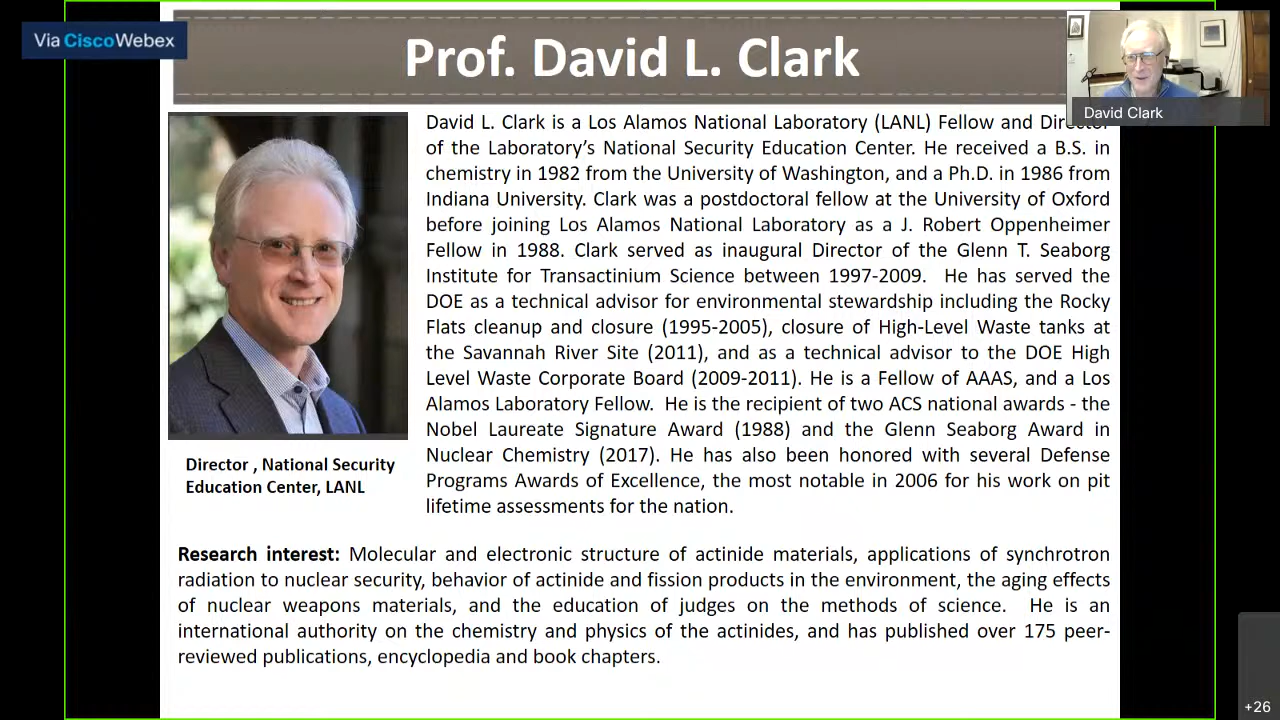 Via CiscoWebex
Prof. David L. Clark
David Clark
David L. Clark is a Los Alamos National Laboratory (LANL) Fellow and Director
of the Laboratory’s National Security Education Center. He received a B.S. in
chemistry in 1982 from the University of Washington, and a Ph.D. in 1986 from
Indiana University. Clark was a postdoctoral fellow at the University of Oxford
before joining Los Alamos National Laboratory as a J. Robert Oppenheimer
Fellow in 1988. Clark served as inaugural Director of the Glenn T. Seaborg
Institute for Transactinium Science between 1997-2009. He has served the
DOE as a technical advisor for environmental stewardship including the Rocky
Flats cleanup and closure (1995-2005), closure of High-Level Waste tanks at
the Savannah River Site (2011), and as a technical advisor to the DOE High
Level Waste Corporate Board (2009-2011). He is a Fellow of AAAS, and a Los
Alamos Laboratory Fellow. He is the recipient of two ACS national awards - the
Nobel Laureate Signature Award (1988) and the Glenn Seaborg Award in
Nuclear Chemistry (2017). He has also been honored with several Defense
Programs Awards of Excellence, the most notable in 2006 for his work on pit
lifetime assessments for the nation.
Director , National Security
Education Center, LANL
Research interest: Molecular and electronic structure of actinide materials, applications of synchrotron
radiation to nuclear security, behavior of actinide and fission products in the environment, the aging effects
of nuclear weapons materials, and the education of judges on the methods of science. He is an
international authority on the chemistry and physics of the actinides, and has published over 175 peer-
reviewed publications, encyclopedia and book chapters.
+26